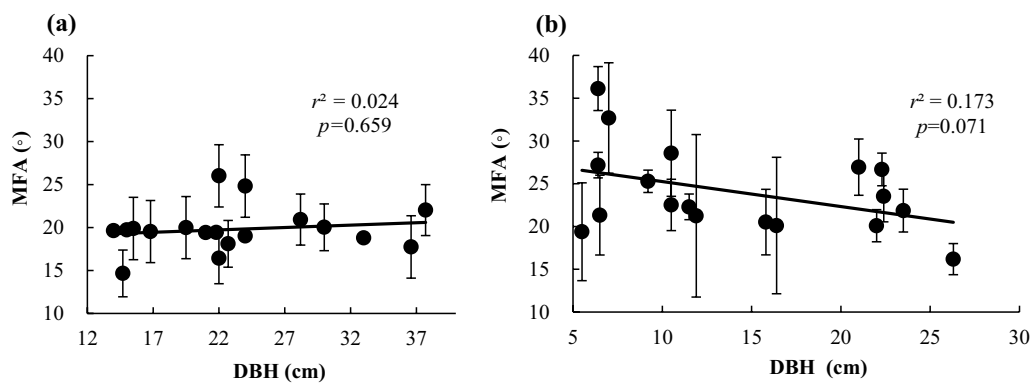 (a)
40
35
30
25
20
15
10
MFA (◦)
r² = 0.024
p=0.659
12 17 22 27 32 37
DBH (cm)
(b)
40
35
30
25
20
15
10
MFA (◦)
r² = 0.173
p=0.071
5 10 15 20 25 30
DBH (cm)